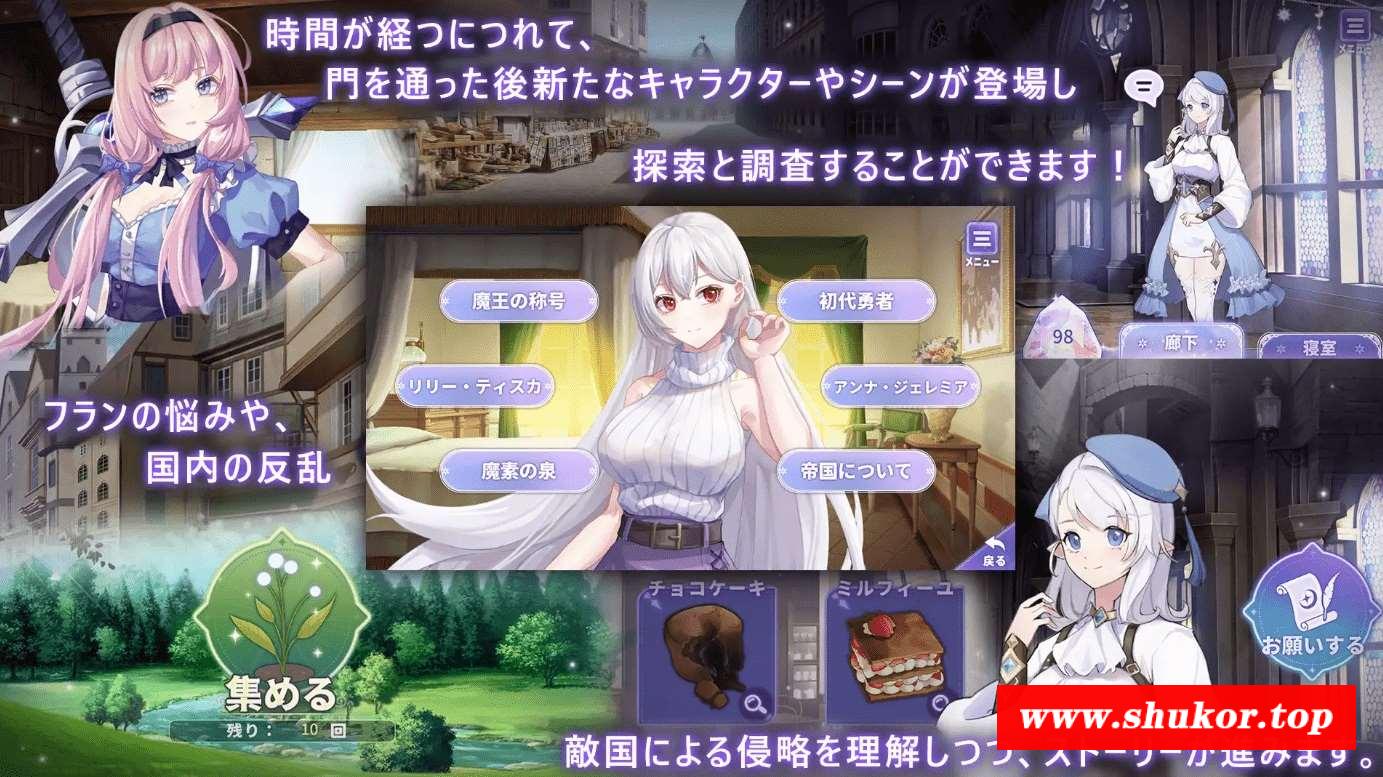 時間が経つにつれて、
門を通った後新たなキャラクターやシーンが登場し
探索と調査することができます！
メニュー
メニュー
魔王の称号
初代勇者
リリー・ティスカ
アンナ・ジェレミア
魔素の泉
帝国について
戻る
98
廊下
寝室
フランの悩みや、
国内の反乱
チョコケーキ
ミルフィーユ
お願いする
集める
残り： 10 回
www.shukor.top
敵国による侵略を理解しつつ、ストーリーが進みます。